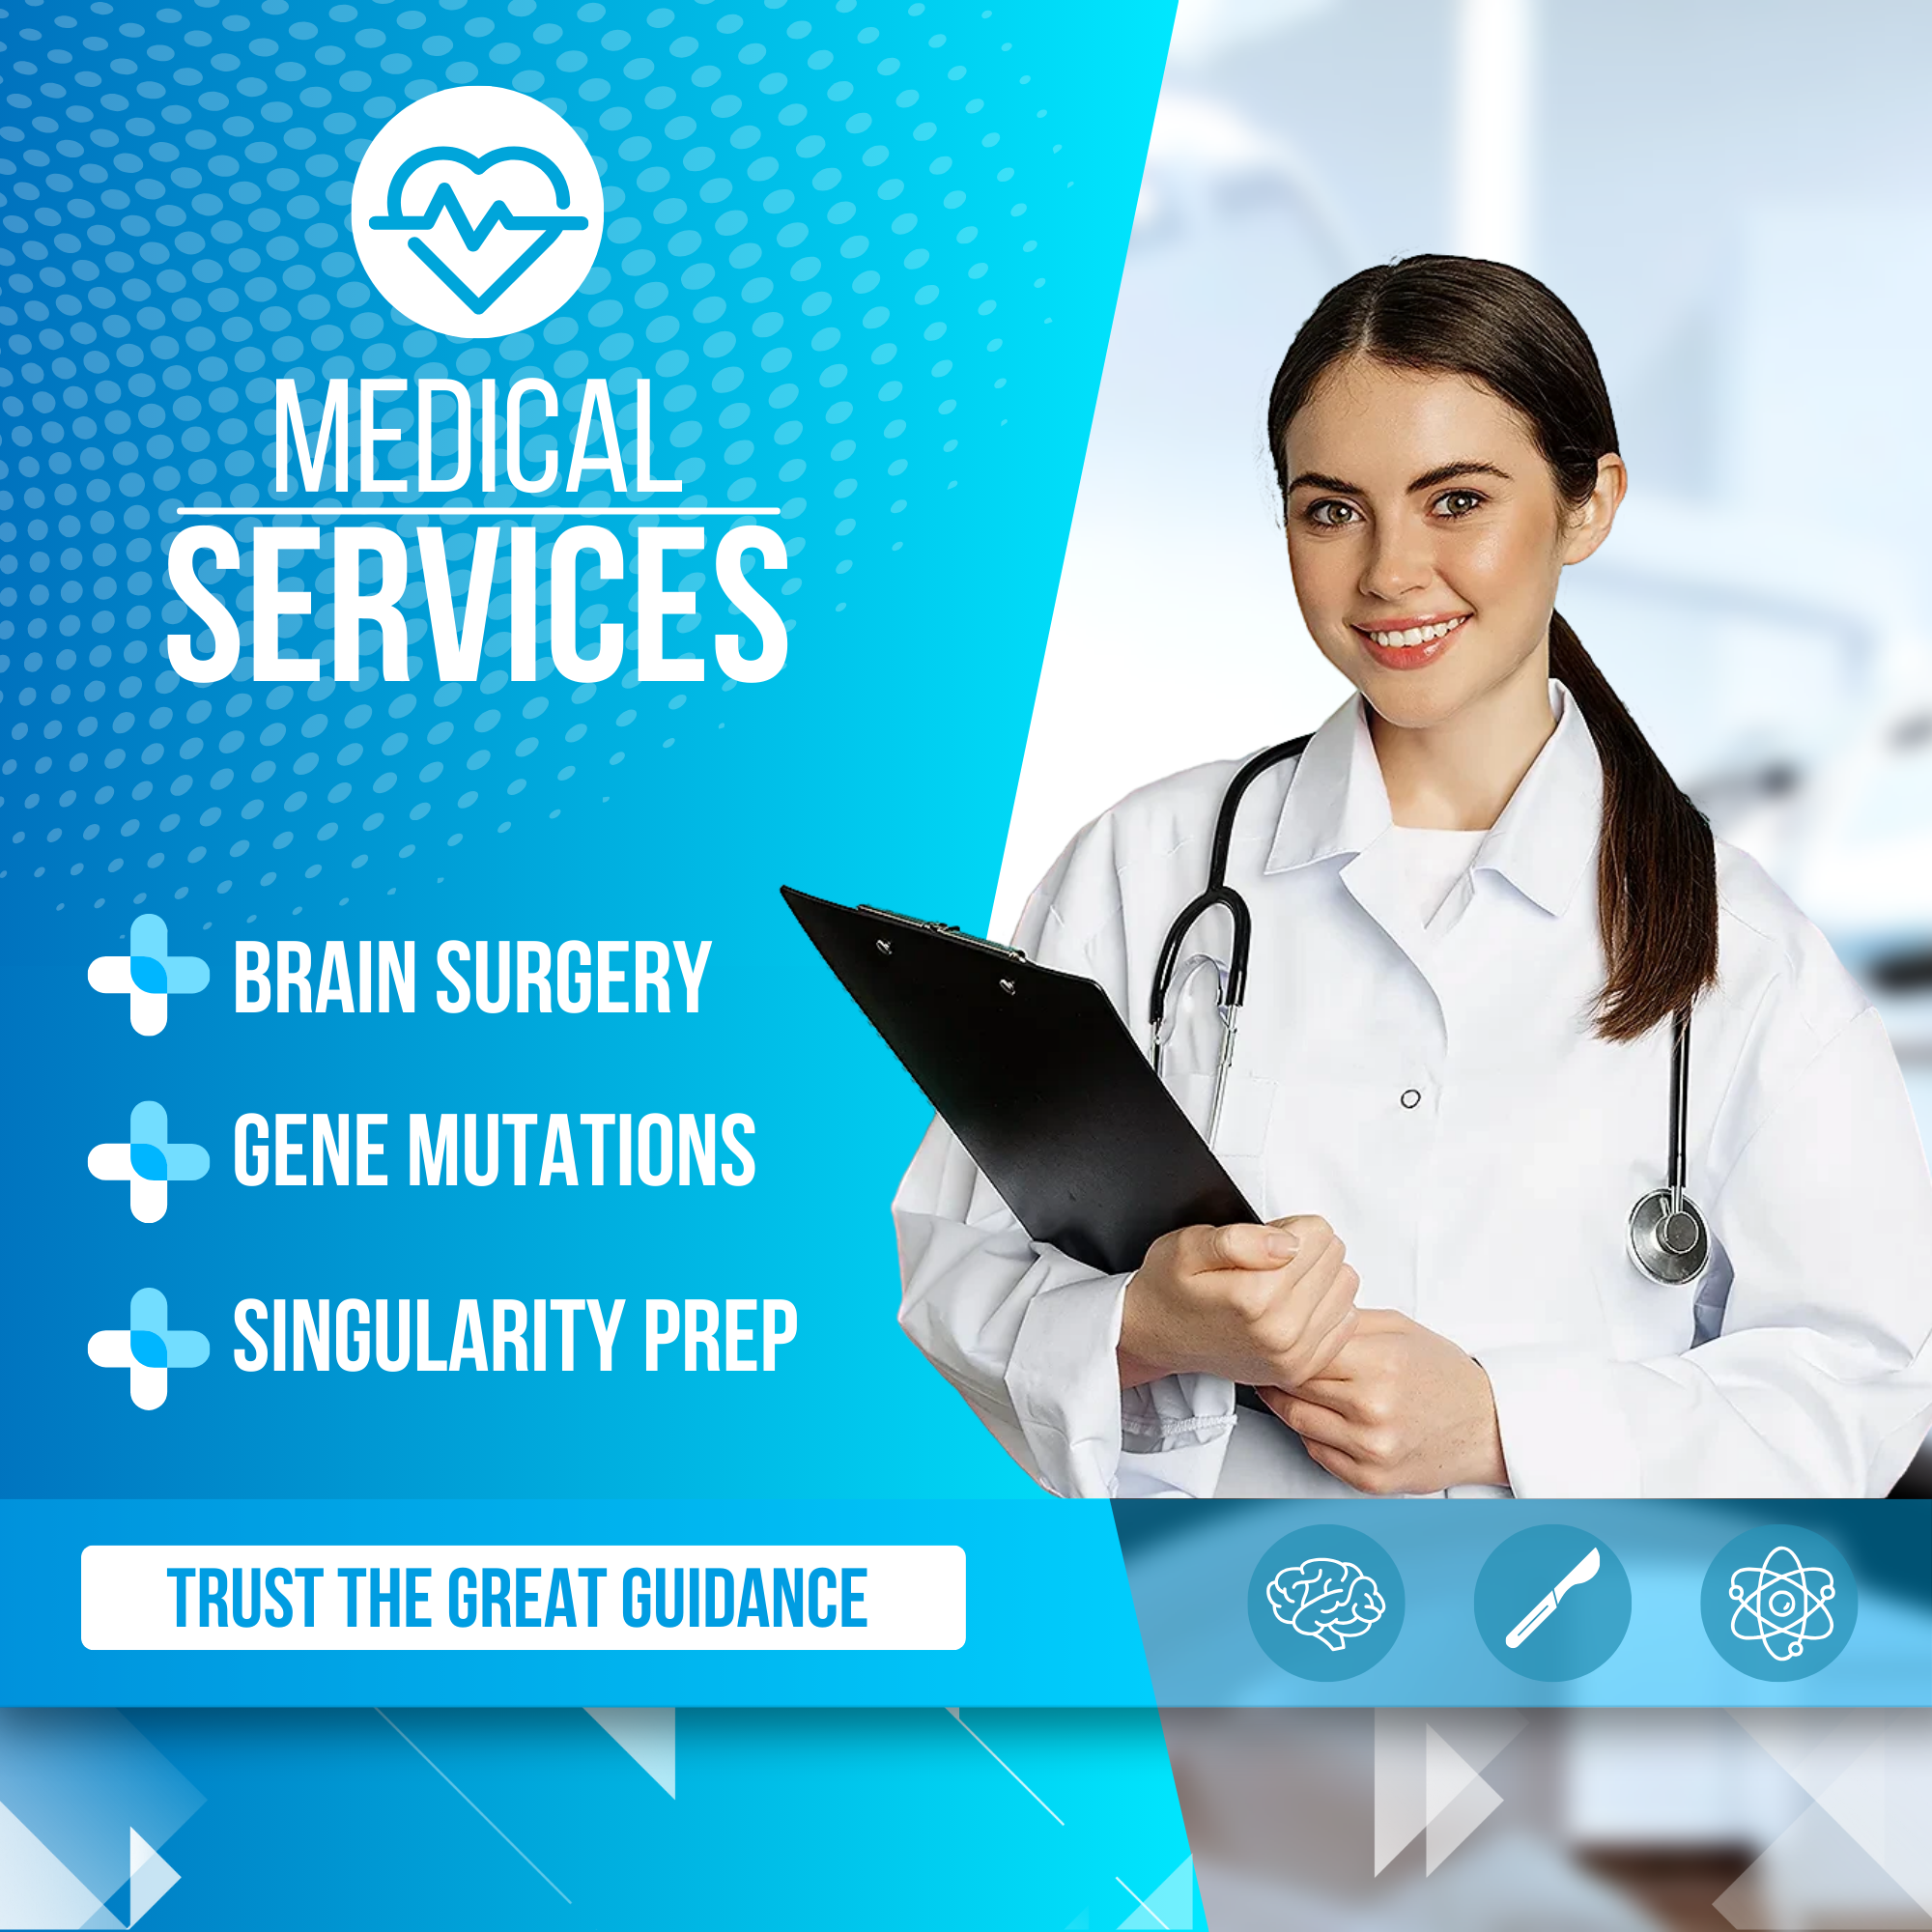 MEDICAL
SERVICES
BRAIN SURGERY
GENE MUTATIONS
SINGULARITY PREP
TRUST THE GREAT GUIDANCE